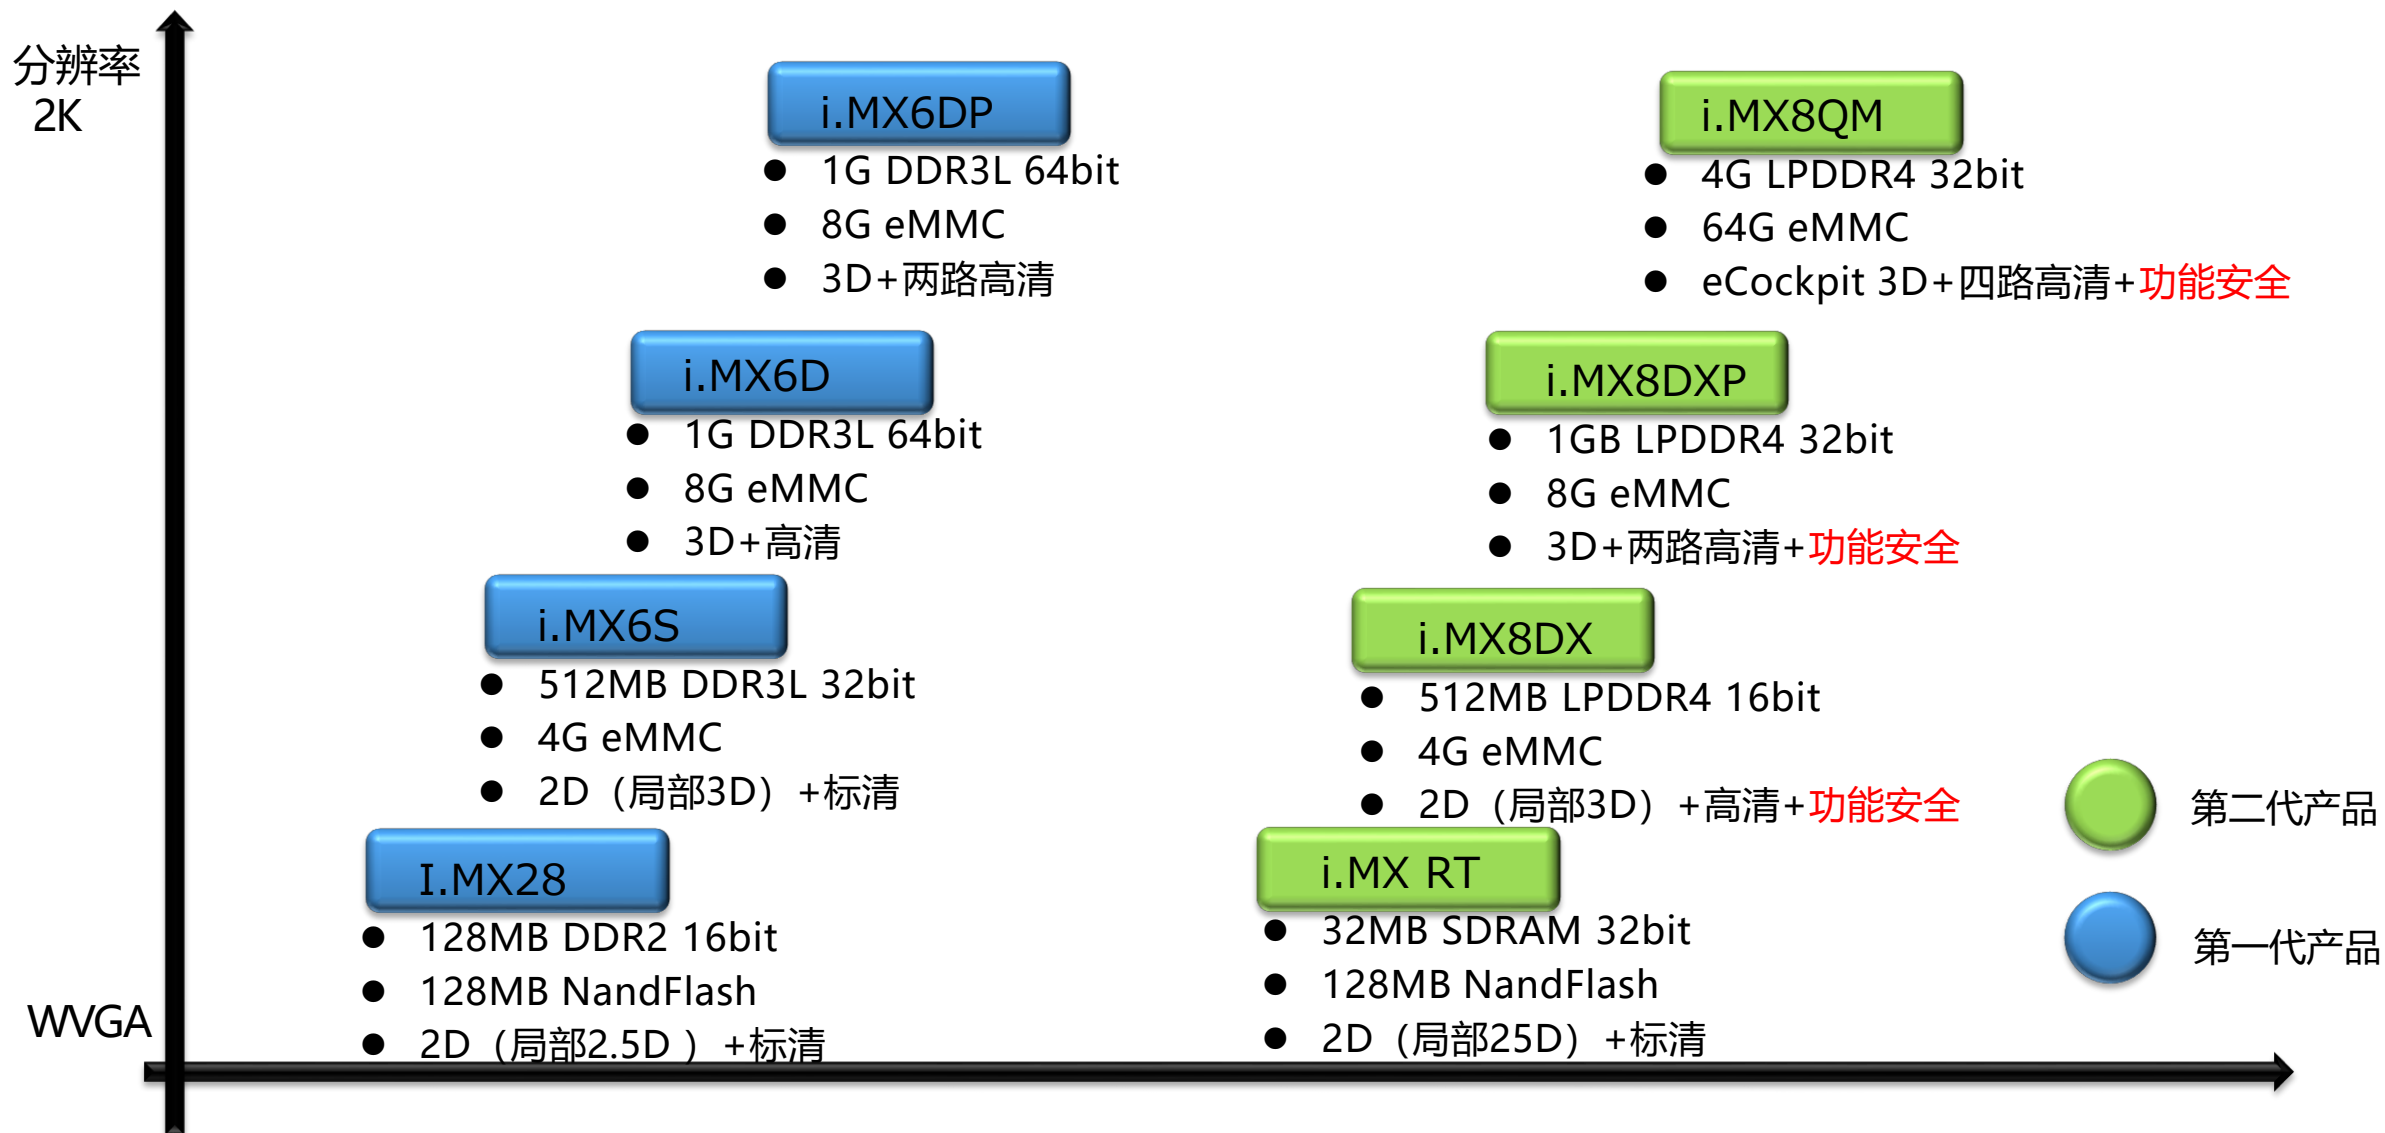 分辨率
2K
i.MX6DP
● 1G DDR3L 64bit
● 8G eMMC
● 3D+两路高清
i.MX8QM
● 4G LPDDR4 32bit
● 64G eMMC
● eCockpit 3D+四路高清+功能安全
i.MX6D
● 1G DDR3L 64bit
● 8G eMMC
● 3D+高清
i.MX8DXP
● 1GB LPDDR4 32bit
● 8G eMMC
● 3D+两路高清+功能安全
i.MX6S
● 512MB DDR3L 32bit
● 4G eMMC
● 2D（局部3D）+标清
i.MX8DX
● 512MB LPDDR4 16bit
● 4G eMMC
● 2D（局部3D）+高清+功能安全
I.MX28
● 128MB DDR2 16bit
● 128MB NandFlash
● 2D（局部2.5D ）+标清
i.MX RT
● 32MB SDRAM 32bit
● 128MB NandFlash
● 2D（局部25D）+标清
第二代产品
第一代产品
WVGA